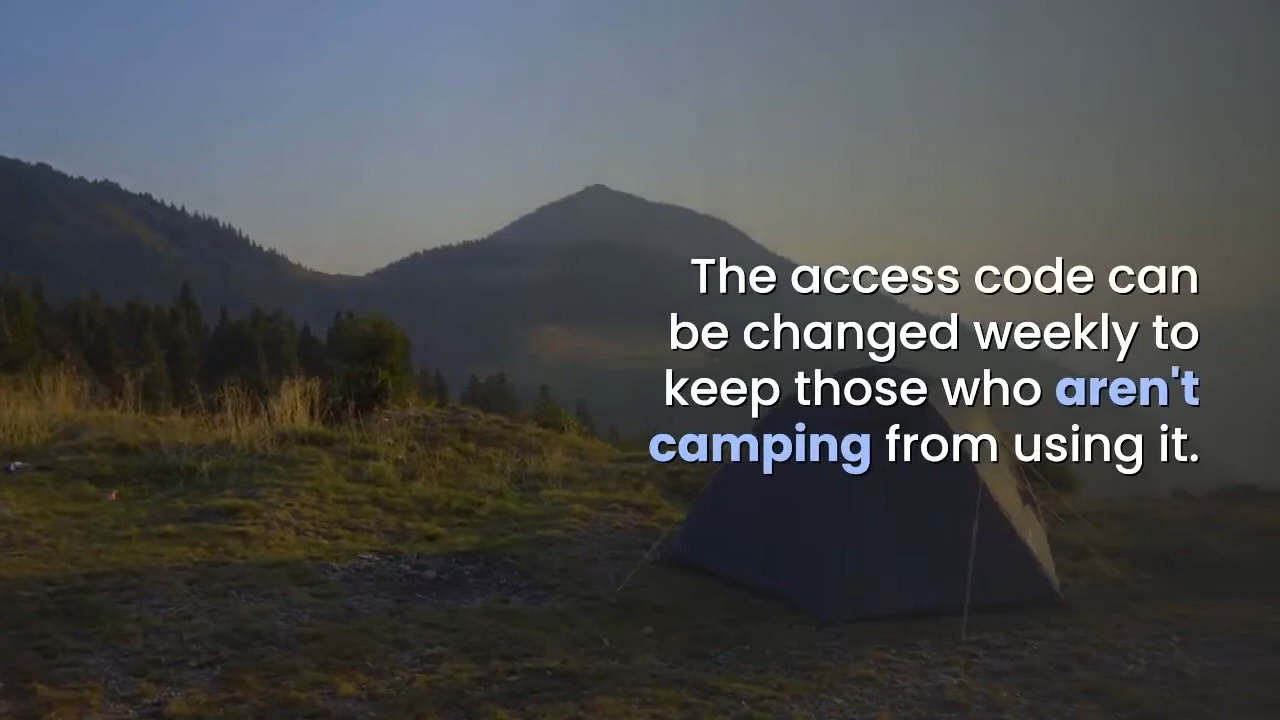 The access code can
be changed weekly to
keep those who aren't
camping from using it.